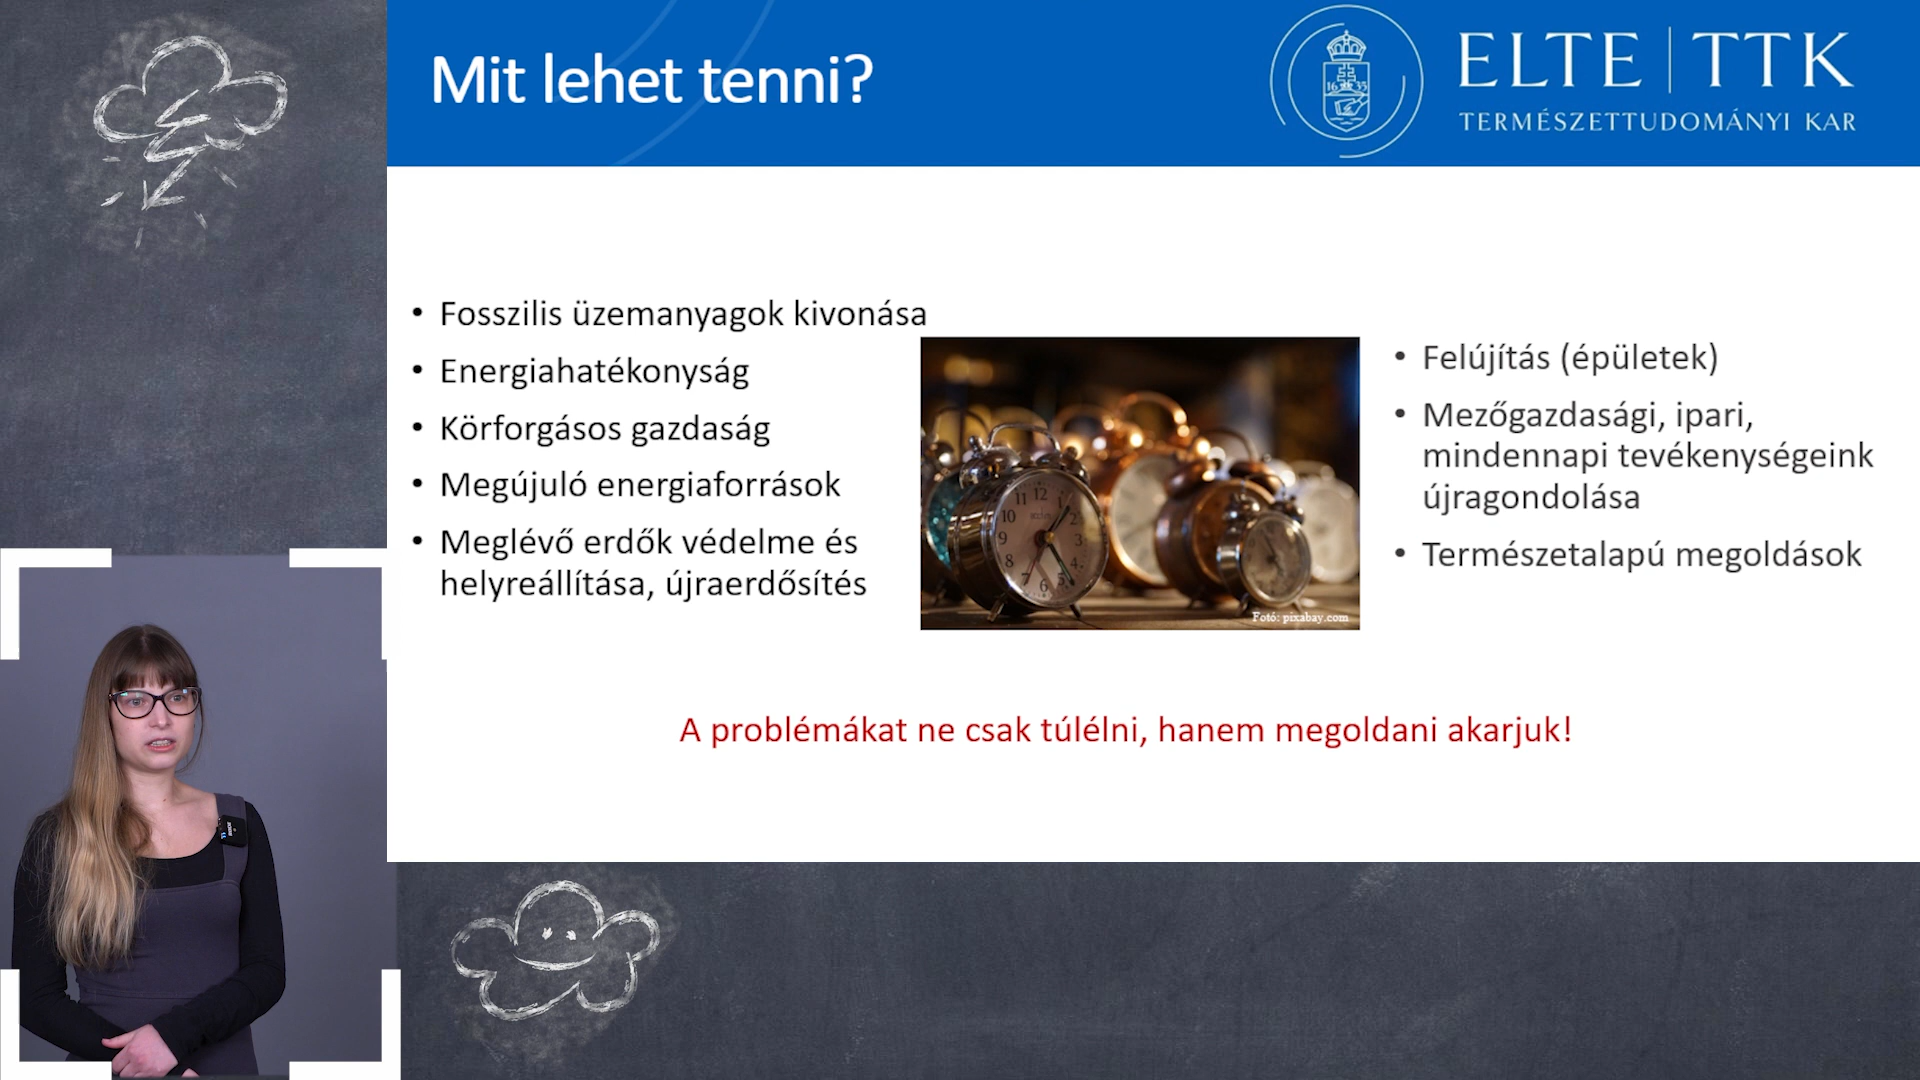 Mit lehet tenni?
ELTE | TTK
TERMÉSZETTUDOMÁNYI KAR
1635
• Fosszilis üzemanyagok kivonása
• Energiahatékonyság
• Körforgásos gazdaság
• Megújuló energiaforrások
• Meglévő erdők védelme és
helyreállítása, újraerdősítés
Fotó: pixabay.com
• Felújítás (épületek)
• Mezőgazdasági, ipari,
mindennapi tevékenységeink
újragondolása
• Természetalapú megoldások
A problémákat ne csak túlélni, hanem megoldani akarjuk!